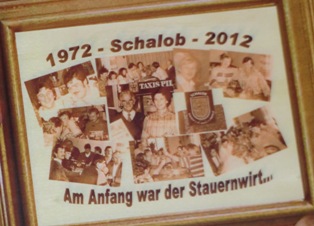 1972 - Schalob - 2012
TAXIS PIL
Am Anfang war der Stauernwirt...